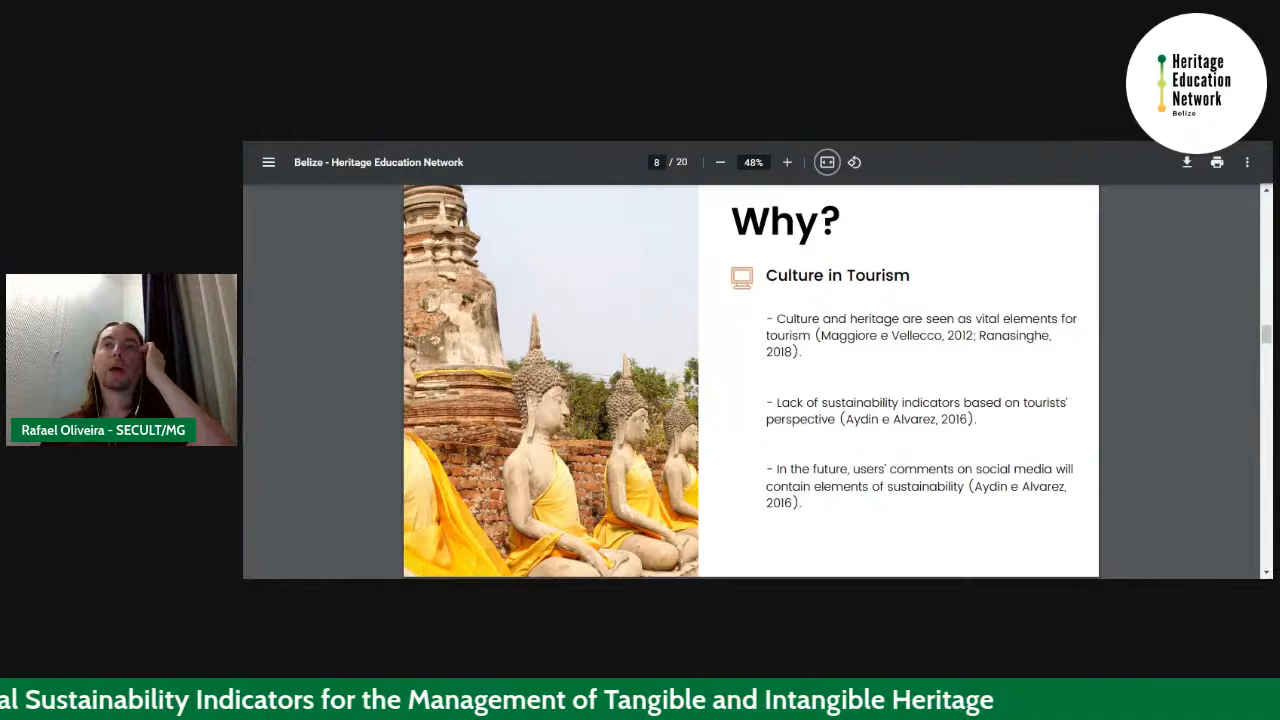 Heritage
Education
Network
Belize
Belize - Heritage Education Network
8 / 20
48%
Why?
Culture in Tourism
- Culture and heritage are seen as vital elements for
tourism (Maggiore e Vellecco, 2012; Ranasinghe,
2018).
- Lack of sustainability indicators based on tourists'
perspective (Aydin e Alvarez, 2016).
- In the future, users' comments on social media will
contain elements of sustainability (Aydin e Alvarez,
2016).
Rafael Oliveira - SECULT/MG
al Sustainability Indicators for the Management of Tangible and Intangible Heritage